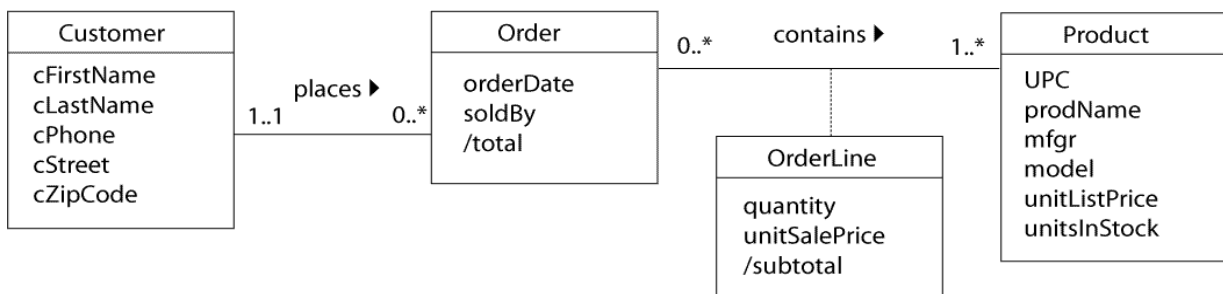 Customer
cFirstName
cLastName
cPhone
cStreet
cZipCode
places ▶
1..1
0..*
Order
orderDate
soldBy
/total
0..*
contains ▶
1..*
OrderLine
quantity
unitSalePrice
/subtotal
Product
UPC
prodName
mfgr
model
unitListPrice
unitsInStock